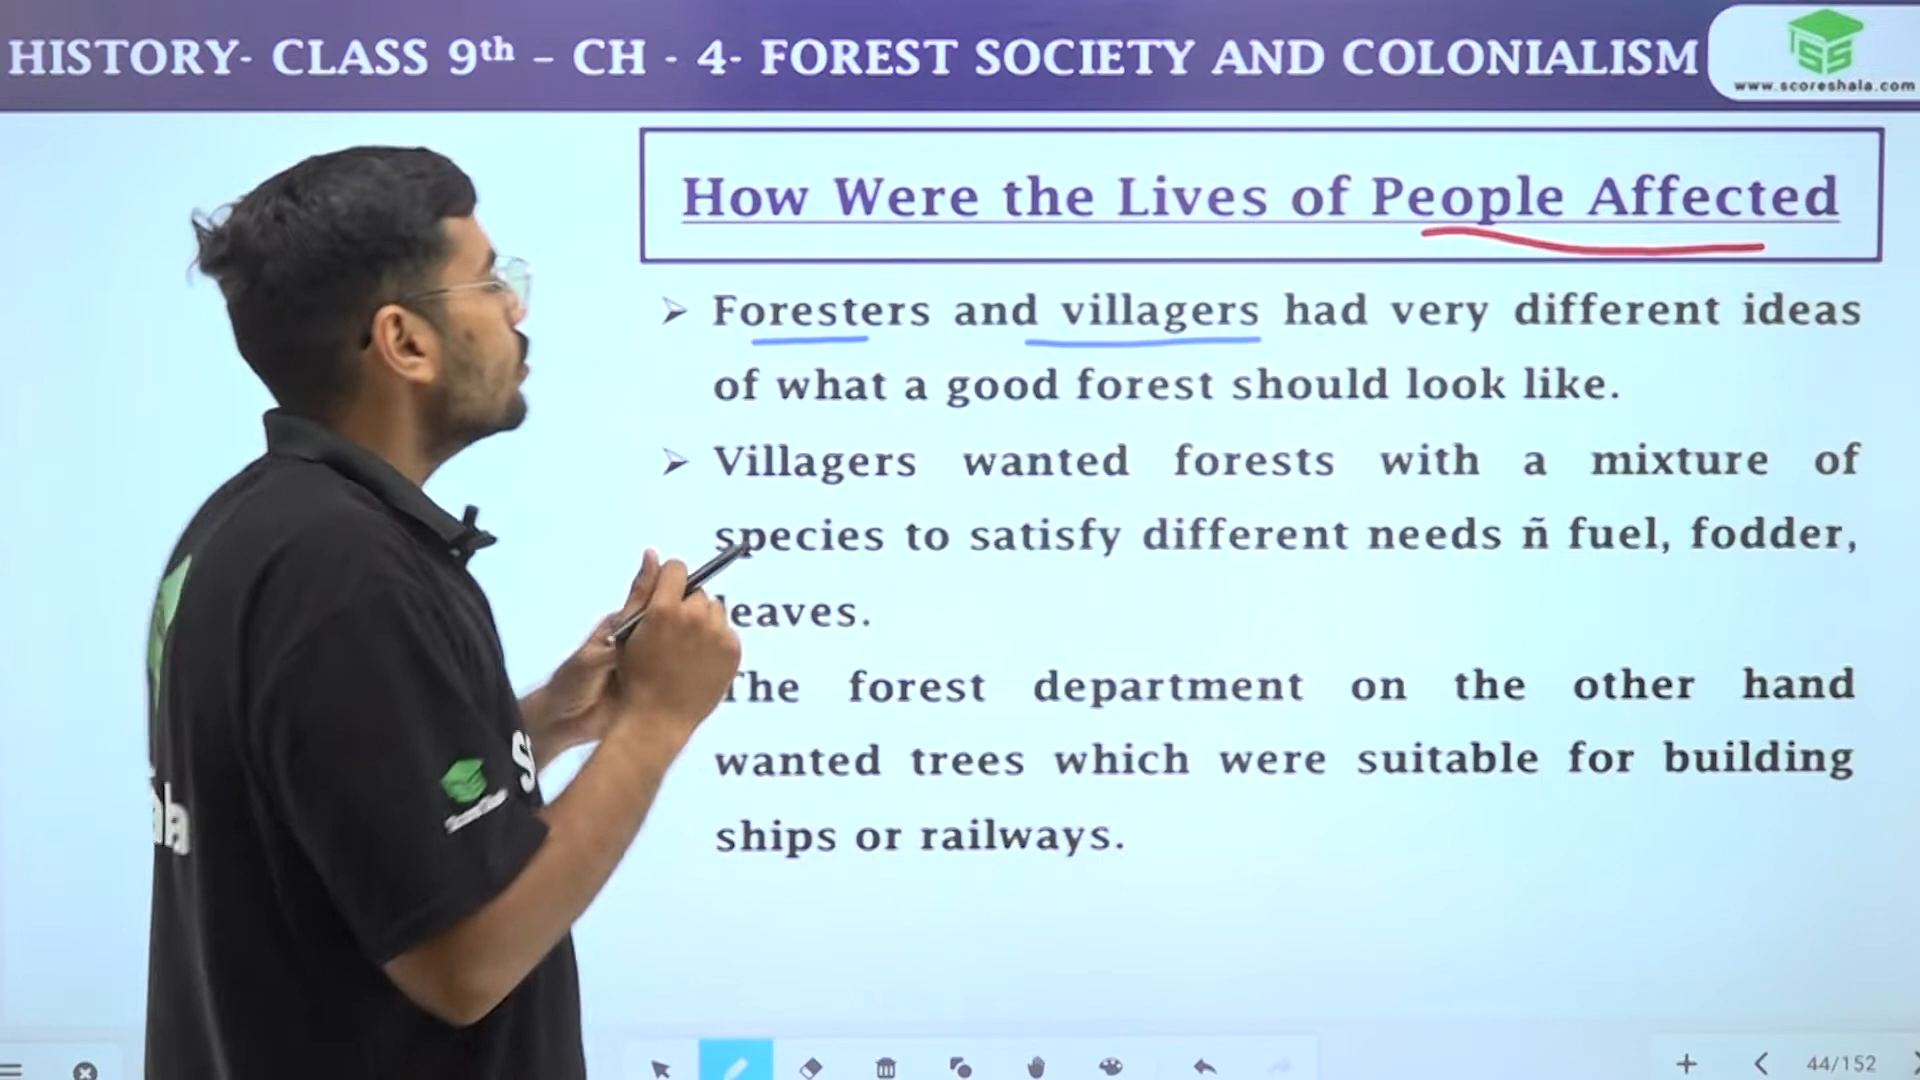 HISTORY- CLASS 9th – CH - 4- FOREST SOCIETY AND COLONIALISM
SS
www.scoreshala.com
How Were the Lives of People Affected
➢ Foresters and villagers had very different ideas
of what a good forest should look like.
➢ Villagers wanted forests with a mixture of
species to satisfy different needs ñ fuel, fodder,
leaves.
The forest department on the other hand
wanted trees which were suitable for building
ships or railways.
44/152